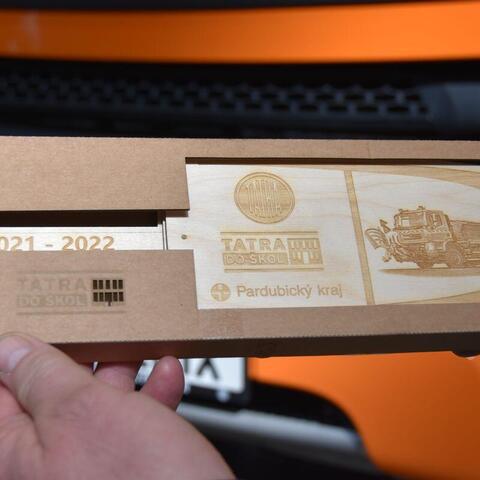 TATRA
TATRA
DO ŠKOL
021 - 2022
Pardubický kraj
TATRA
DO ŠKOL